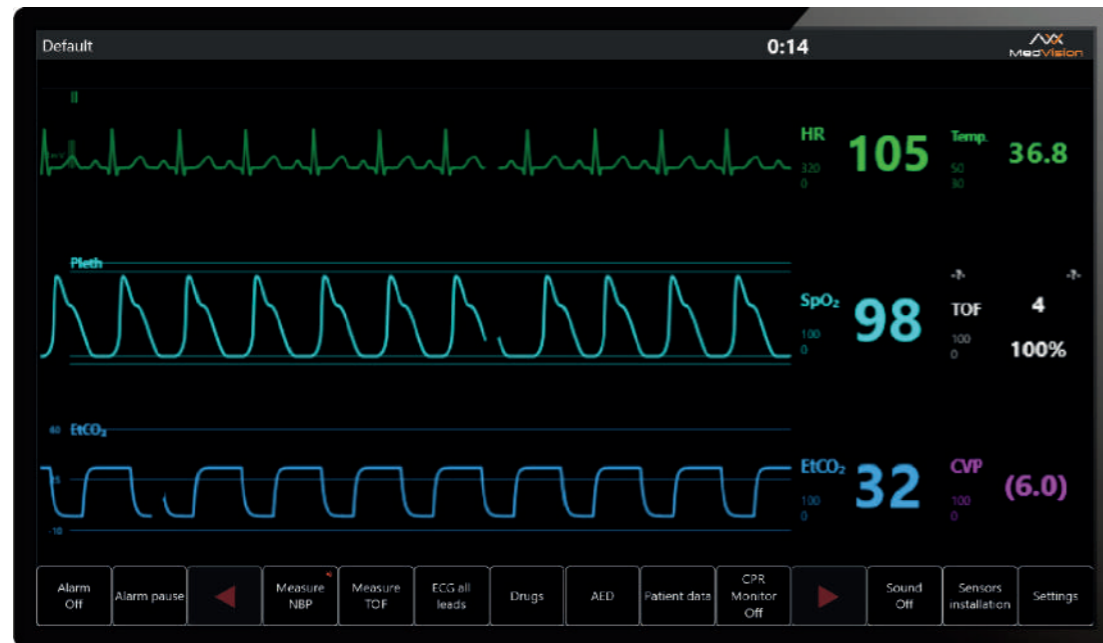 Default
0:14
MedVision
II
HR
105
320
0
Temp.
36.8
50
30
Pleth
SpO₂
98
100
0
-?-
-?-
TOF
4
100
0
100%
60
EtCO₂
25
-10
EtCO₂
32
100
0
CVP
(6.0)
100
0
Alarm
Off
Alarm pause
Measure
NBP
Measure
TOF
ECG all
leads
Drugs
AED
Patient data
CPR
Monitor
Off
Sound
Off
Sensors
installation
Settings